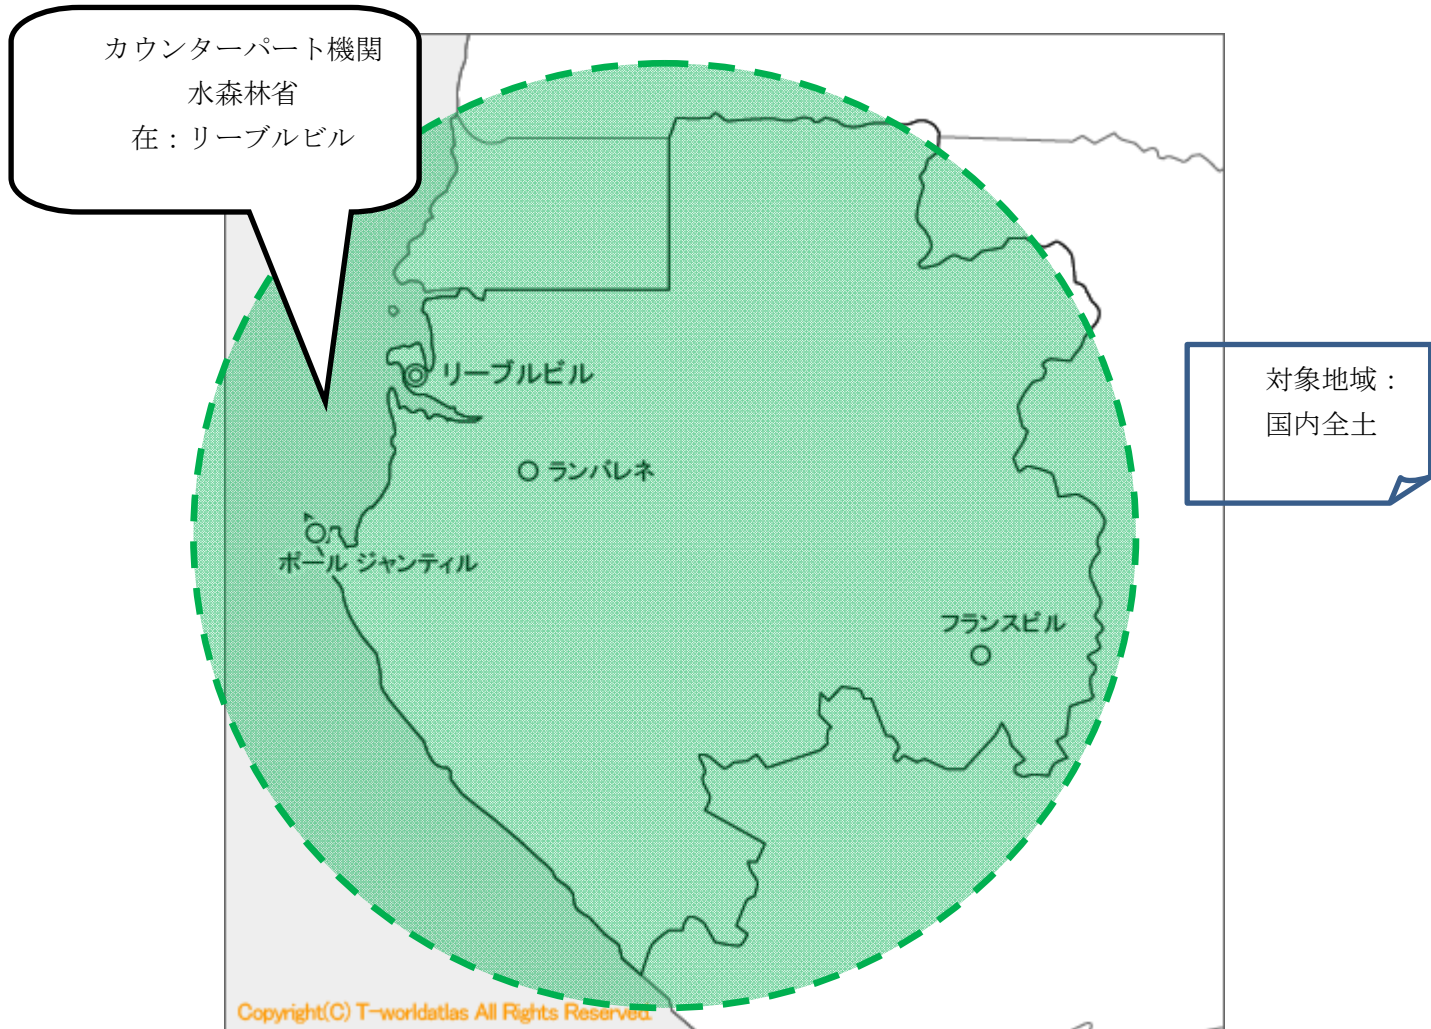 カウンターパート機関
水森林省
在：リーブルビル
リーブルビル
対象地域：
国内全土
ランバレネ
ポール ジャンティル
フランスビル
Copyright(C) T-worldatlas All Rights Reserved.